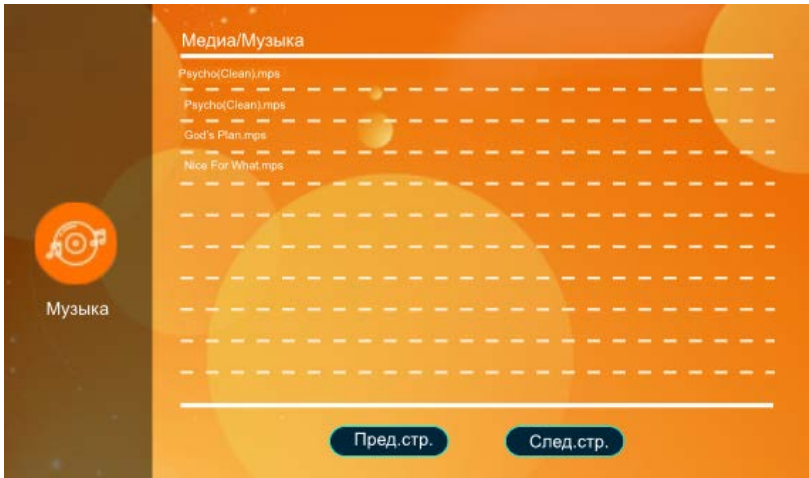 Медиа/Музыка
Psycho(Clean).mps
Psycho(Clean).mps
God's Plan.mps
Nice For What.mps
Музыка
Пред.стр. След.стр.